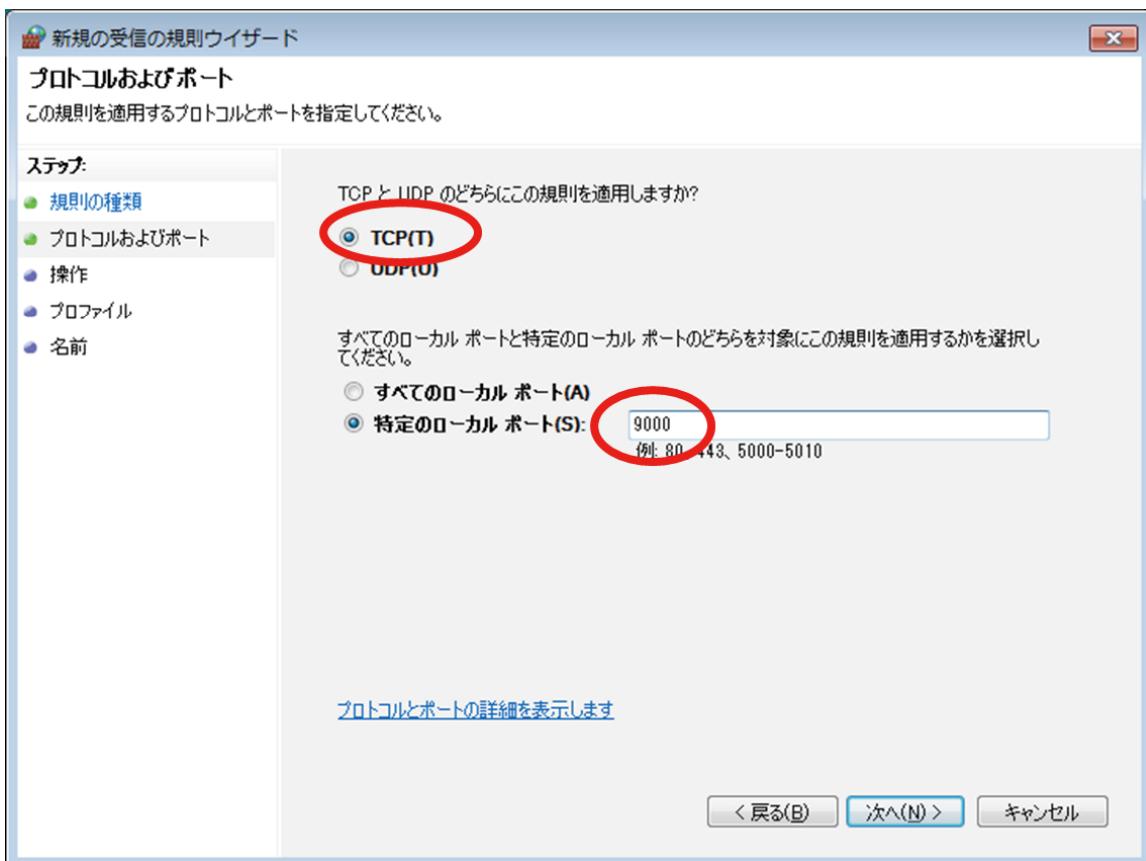 新規の受信の規則ウイザード
プロトコルおよびポート
この規則を適用するプロトコルとポートを指定してください。
ステップ:
規則の種類
プロトコルおよびポート
操作
プロファイル
名前
TCP と UDP のどちらにこの規則を適用しますか?
TCP(T)
UDP(U)
すべてのローカル ポートと特定のローカル ポートのどちらを対象にこの規則を適用するかを選択し
てください。
すべてのローカル ポート(A)
特定のローカル ポート(S):
9000
例: 80、443、5000-5010
プロトコルとポートの詳細を表示します
< 戻る(B)
次へ(N) >
キャンセル